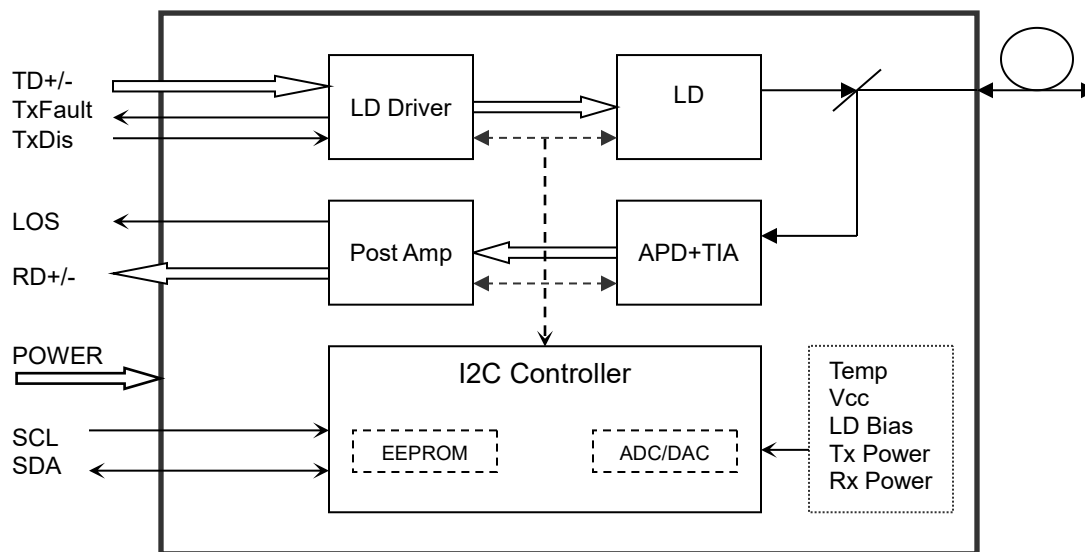 TD+/-
TxFault
TxDis
LD Driver
LD
LOS
RD+/-
Post Amp
APD+TIA
POWER
SCL
SDA
I2C Controller
EEPROM
ADC/DAC
Temp
Vcc
LD Bias
Tx Power
Rx Power